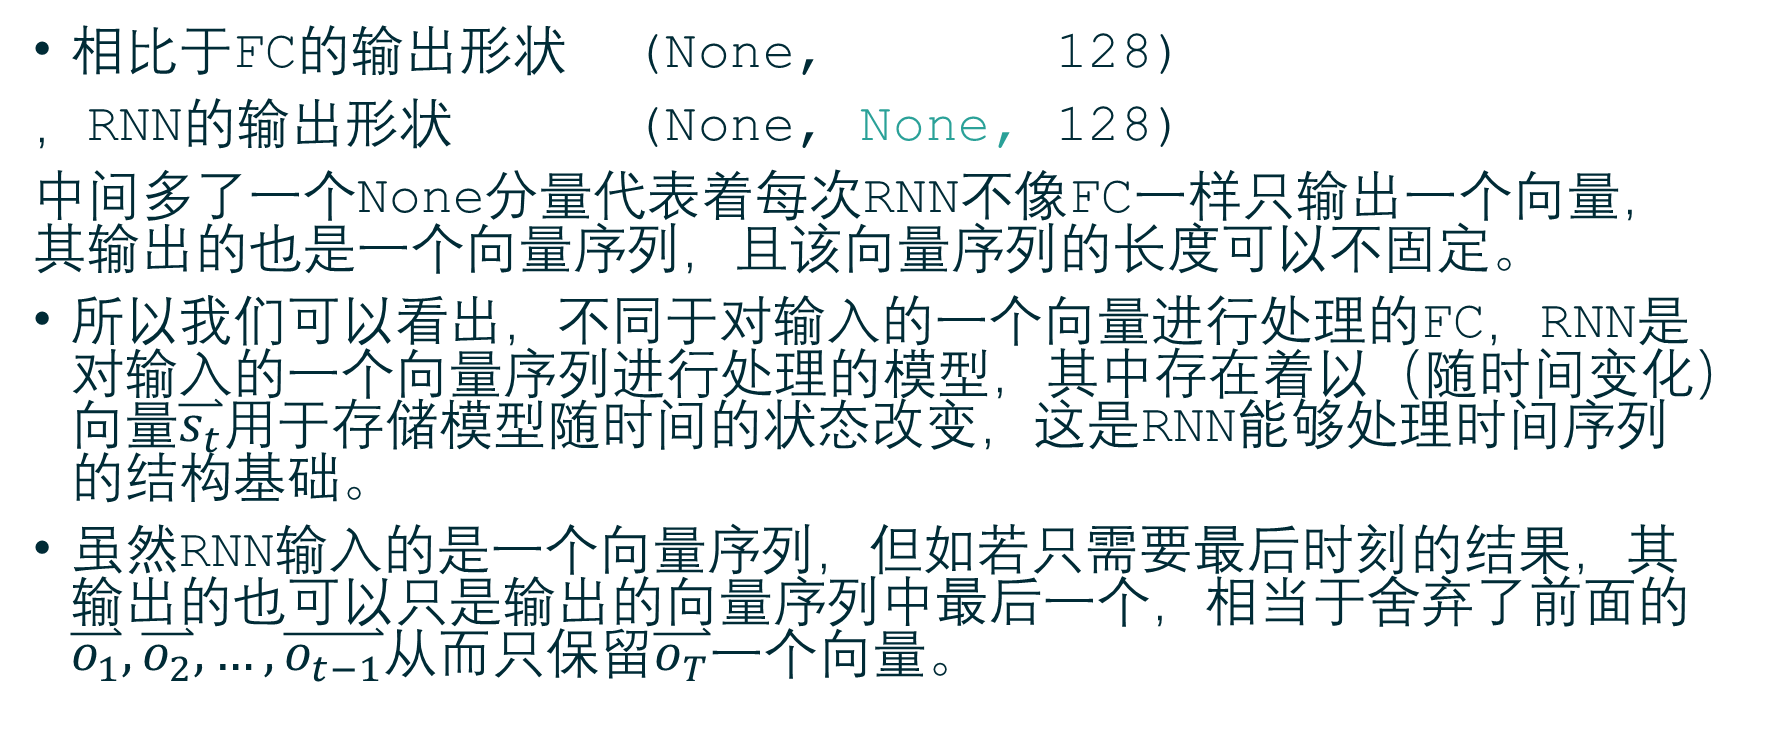 • 相比于FC的输出形状 (None, 128)
，RNN的输出形状 (None, None, 128)
中间多了一个None分量代表着每次RNN不像FC一样只输出一个向量，
其输出的也是一个向量序列，且该向量序列的长度可以不固定。
• 所以我们可以看出，不同于对输入的一个向量进行处理的FC，RNN是
对输入的一个向量序列进行处理的模型，其中存在着以（随时间变化）
向量$\overrightarrow{s_t}$用于存储模型随时间的状态改变，这是RNN能够处理时间序列
的结构基础。
• 虽然RNN输入的是一个向量序列，但如若只需要最后时刻的结果，其
输出的也可以只是输出的向量序列中最后一个，相当于舍弃了前面的
$\overrightarrow{o_1},\overrightarrow{o_2},…,\overrightarrow{o_{t-1}}$从而只保留$\overrightarrow{o_T}$一个向量。